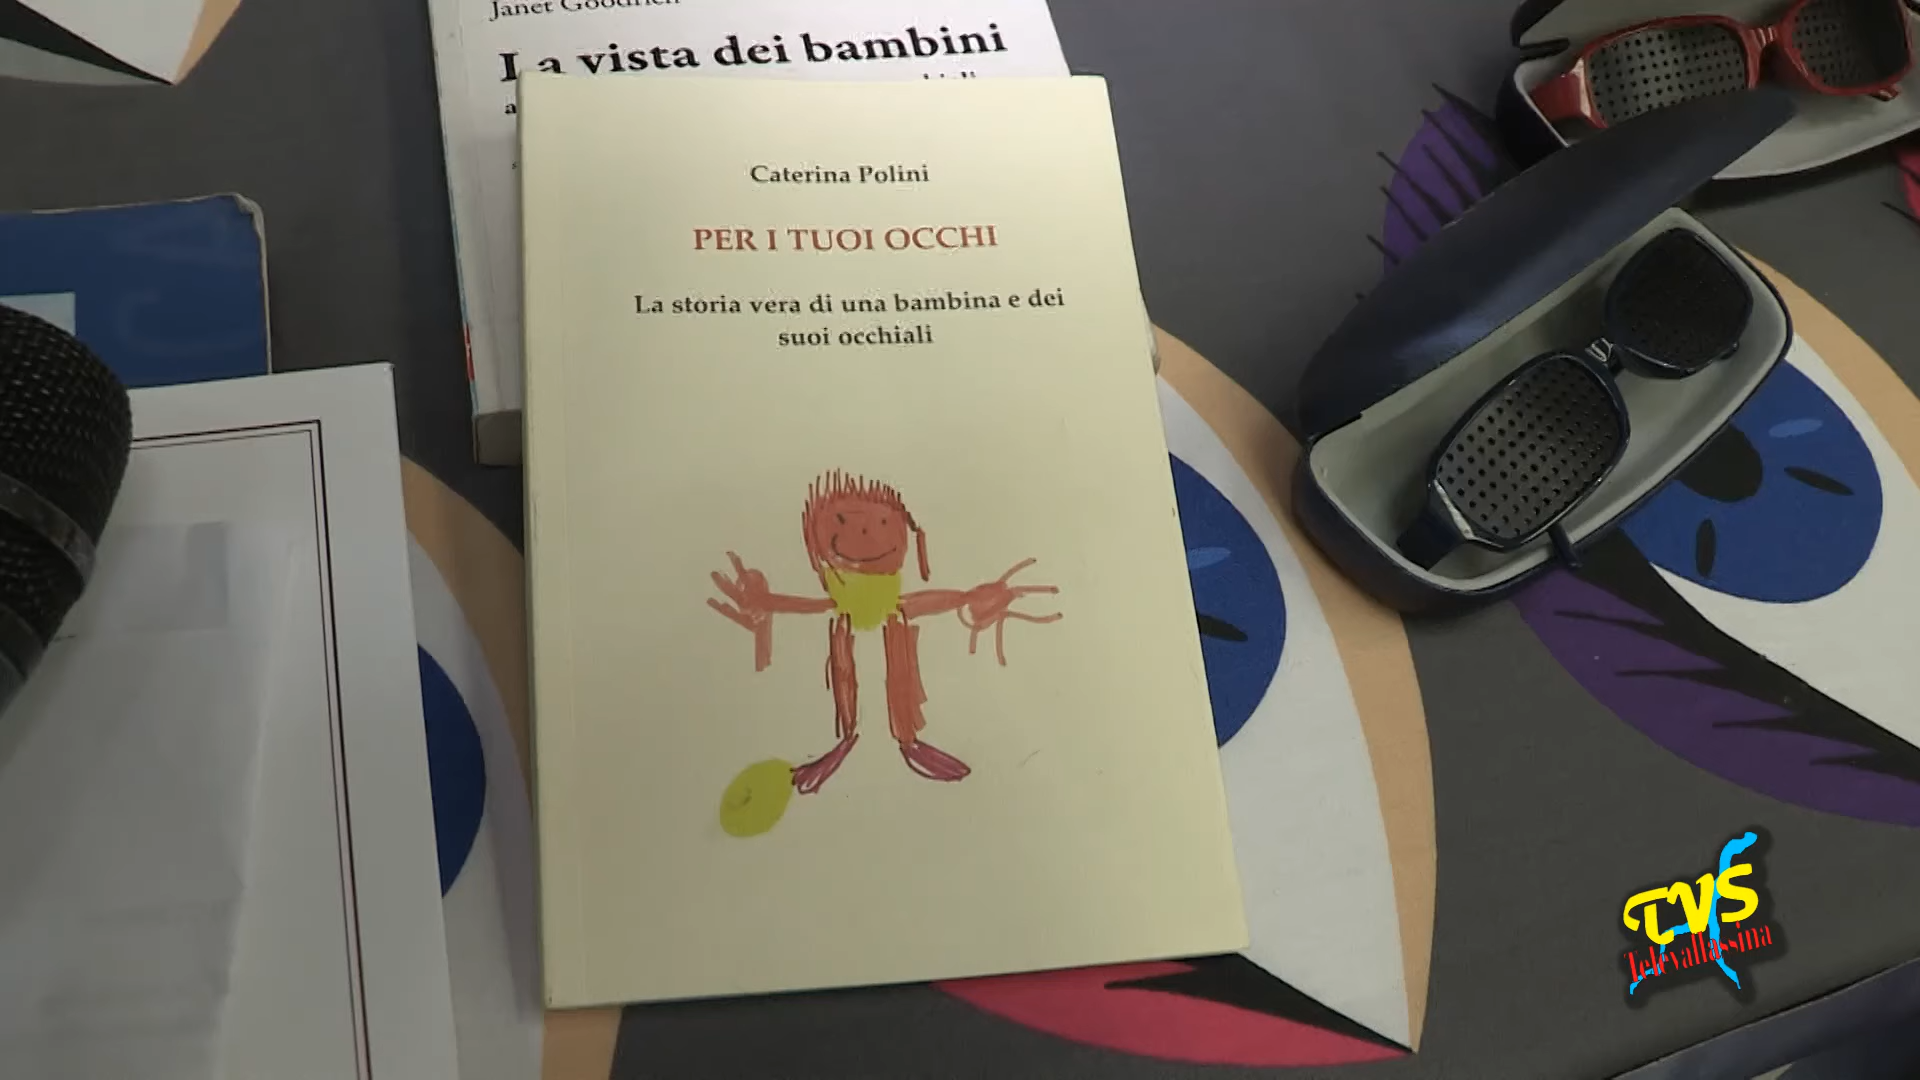 Janet Goodrich
La vista dei bambini
Caterina Polini
PER I TUOI OCCHI
La storia vera di una bambina e dei
suoi occhiali
TVS
Televallassina